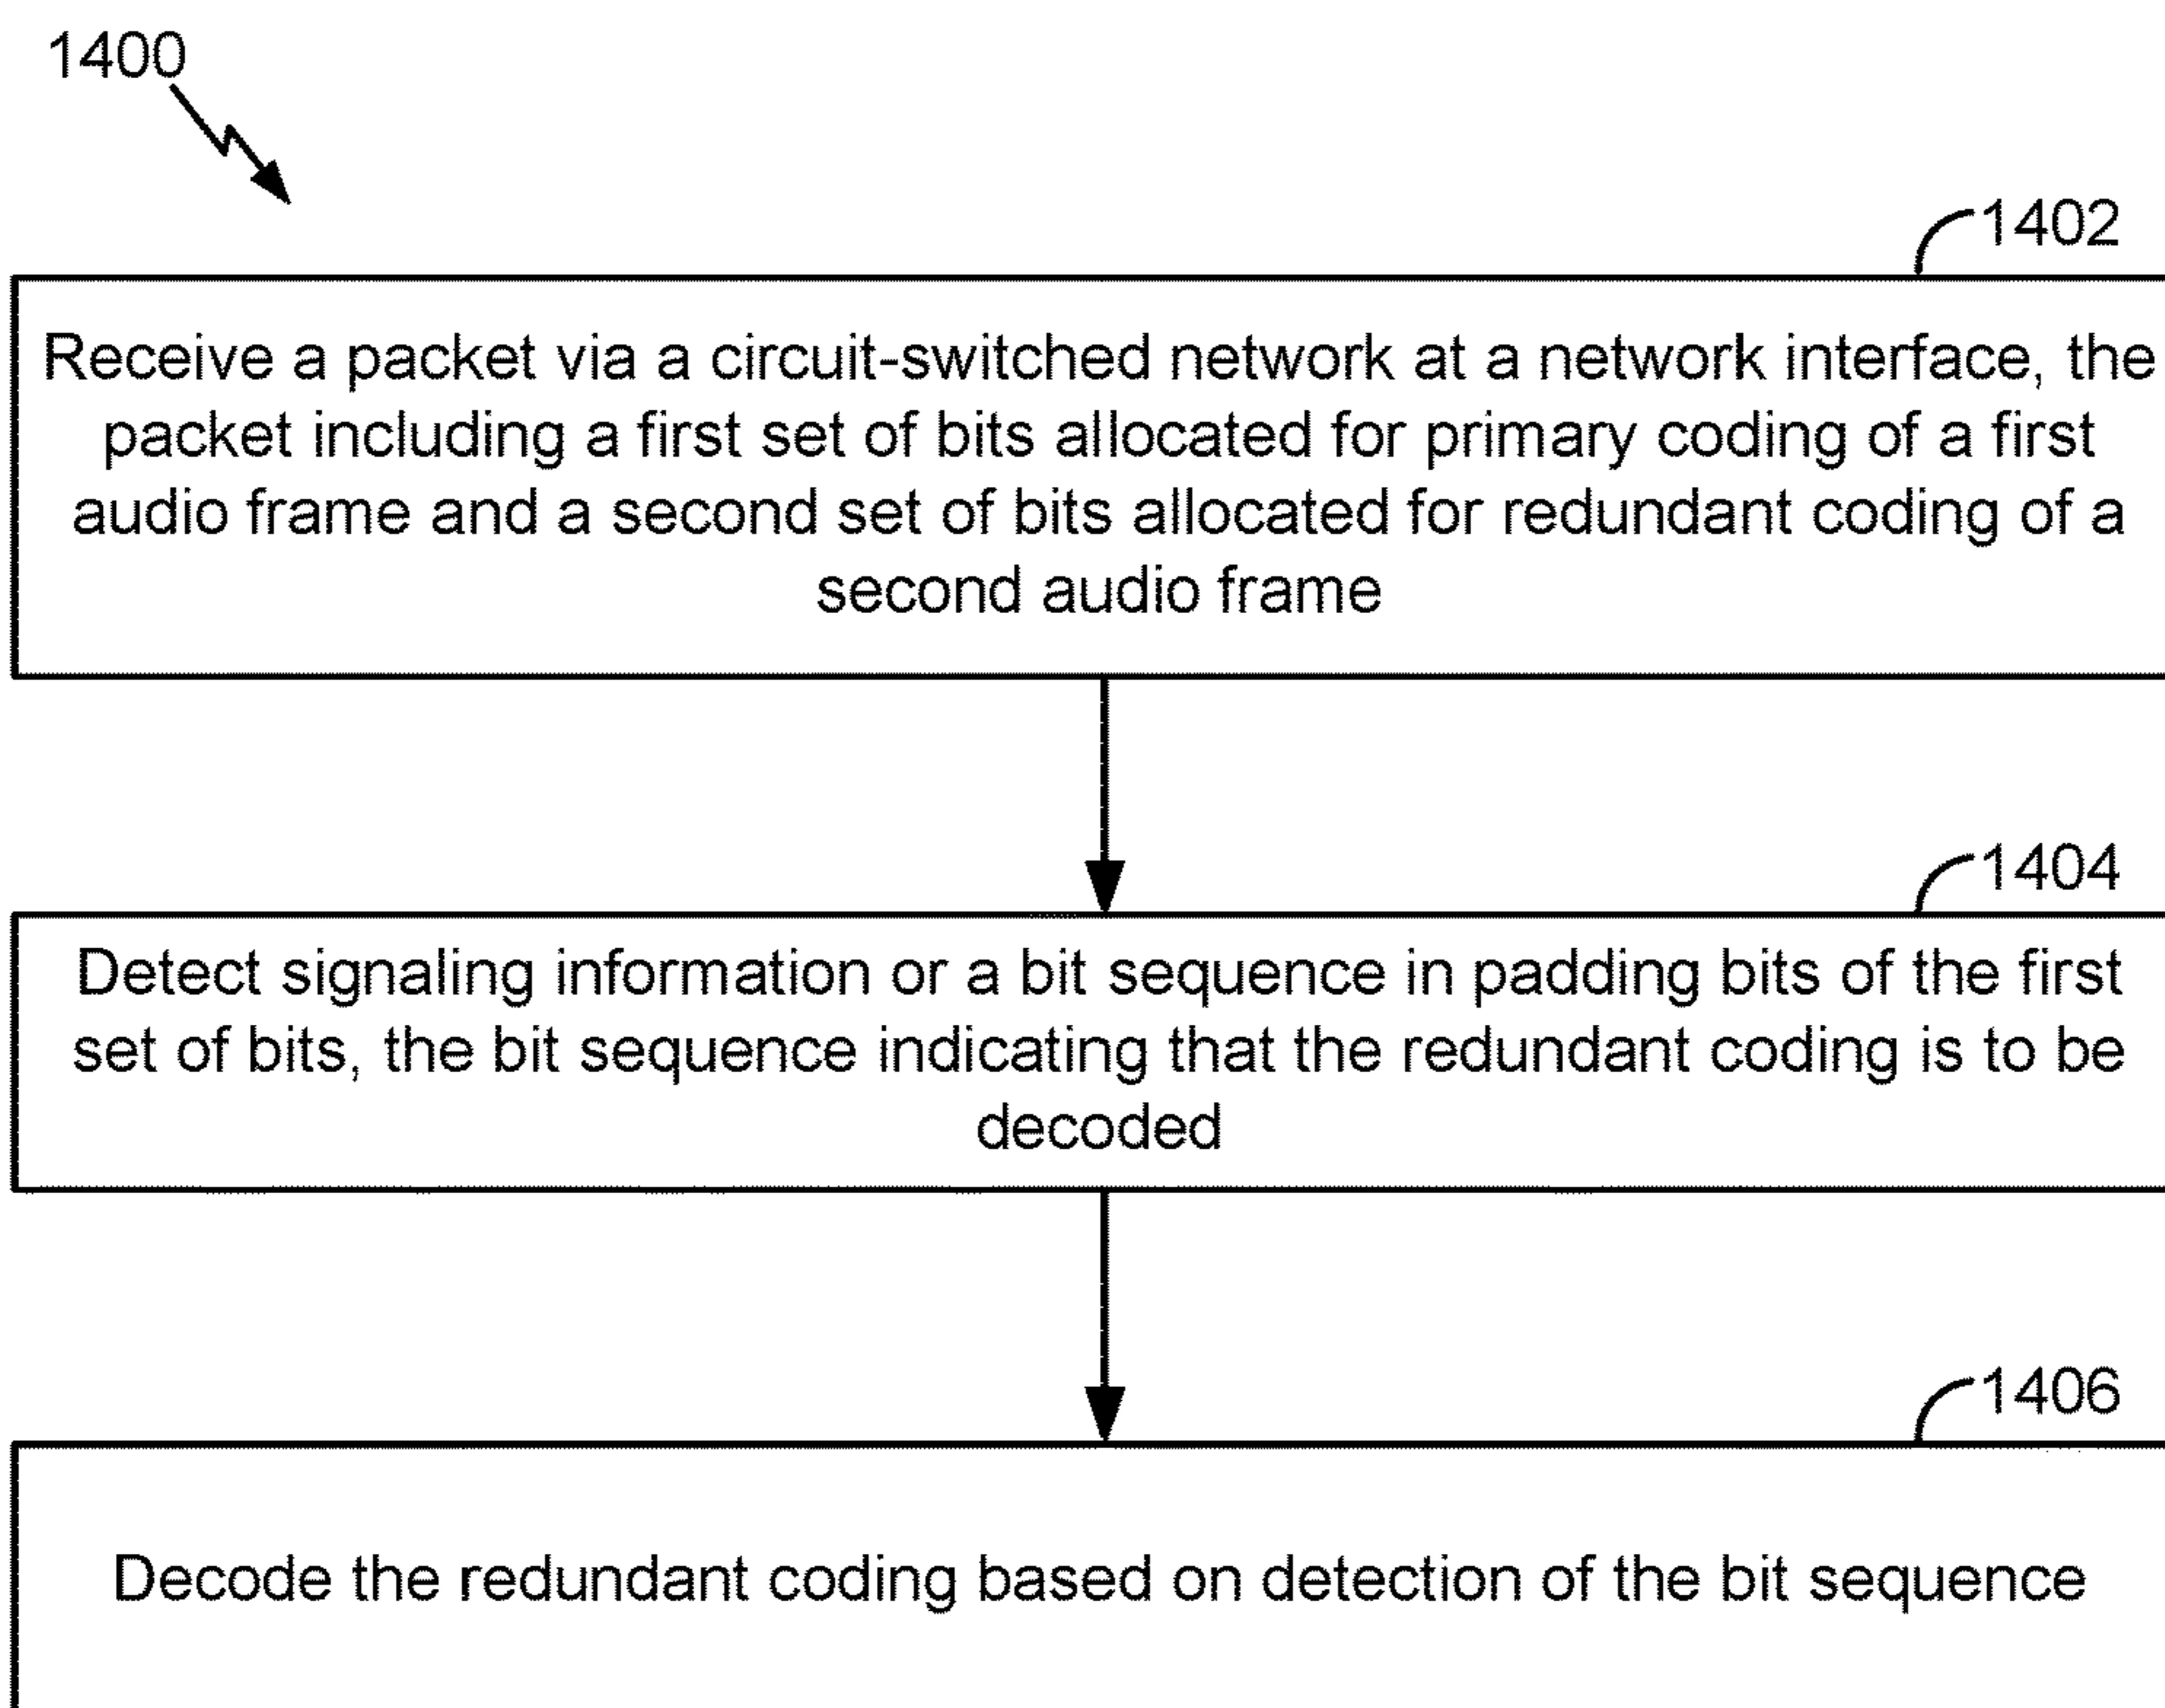 1400
1402
Receive a packet via a circuit-switched network at a network interface, the
packet including a first set of bits allocated for primary coding of a first
audio frame and a second set of bits allocated for redundant coding of a
second audio frame
1404
Detect signaling information or a bit sequence in padding bits of the first
set of bits, the bit sequence indicating that the redundant coding is to be
decoded
1406
Decode the redundant coding based on detection of the bit sequence